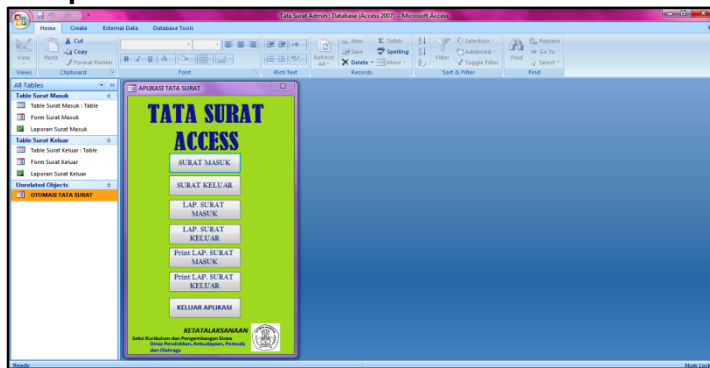 Tata Surat Admin : Database (Access 2007) - Microsoft Access
Home Create External Data Database Tools
View
Paste
Cut
Copy
Format Painter
Refresh All
New
Save
Delete
Totals
Spelling
More
Filter
Selection
Advanced
Toggle Filter
Find
Replace
Go To
Select
Views Clipboard Font Rich Text Records Sort & Filter Find
All Tables
Table Surat Masuk
Table Surat Masuk : Table
Form Surat Masuk
Laporan Surat Masuk
Table Surat Keluar
Table Surat Keluar : Table
Form Surat Keluar
Laporan Surat Keluar
Unrelated Objects
OTOMASI TATA SURAT
APLIKASI TATA SURAT
TATA SURAT
ACCESS
SURAT MASUK
SURAT KELUAR
LAP. SURAT
MASUK
LAP. SURAT
KELUAR
Print LAP. SURAT
MASUK
Print LAP. SURAT
KELUAR
KELUAR APLIKASI
KETATALAKSANAAN
Seksi Kurikulum dan Pengembangan Siswa
Dinas Pendidikan, Kebudayaan, Pemuda
dan Olahraga
Ready
Num Lock